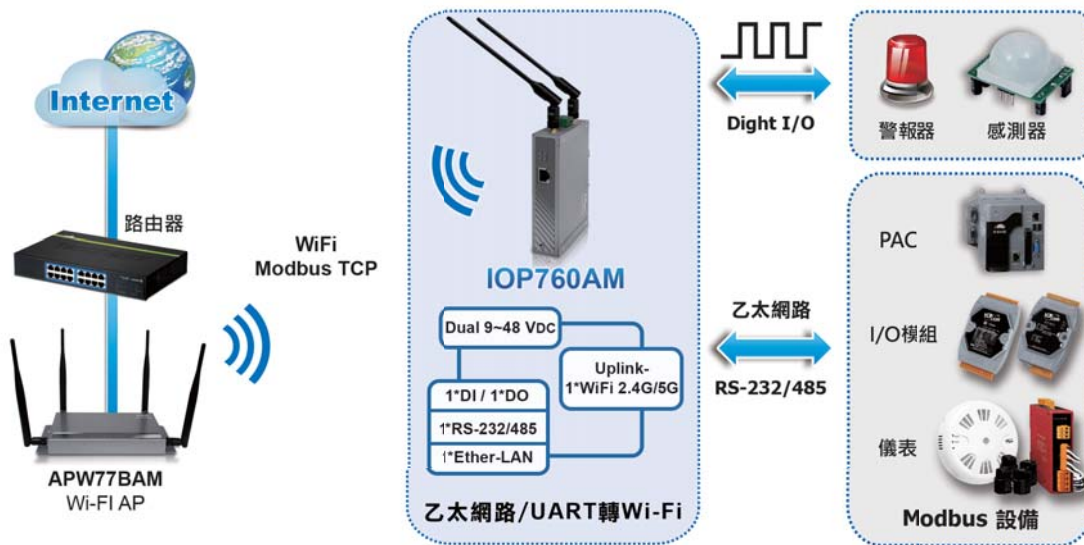 Internet
路由器
WiFi
Modbus TCP
APW77BAM
Wi-FI AP
IOP760AM
Dual 9~48 VDC
1*DI / 1*DO
1*RS-232/485
1*Ether-LAN
Uplink-
1*WiFi 2.4G/5G
乙太網路/UART轉Wi-Fi
Dight I/O
乙太網路
RS-232/485
警報器
感測器
PAC
I/O模組
儀表
Modbus 設備